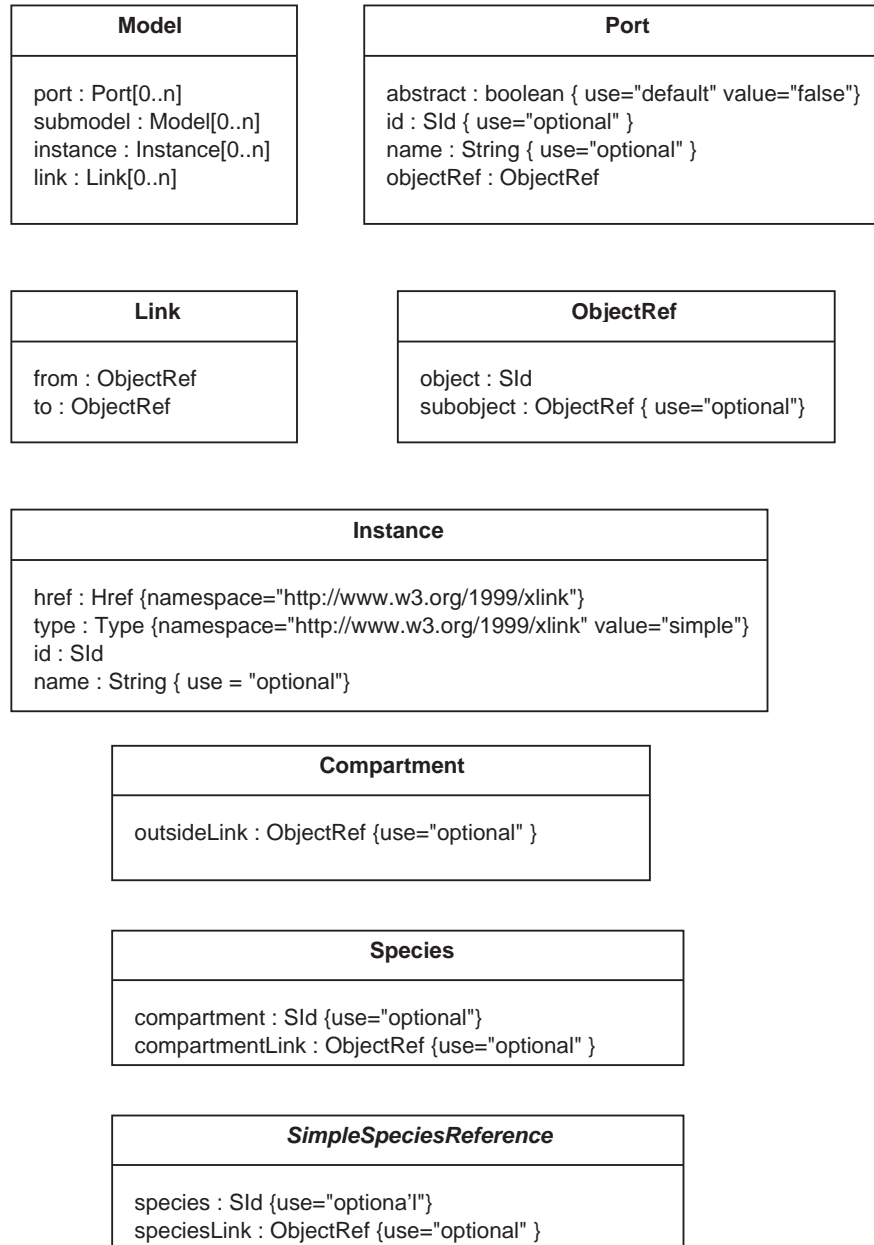 Model
port : Port[0..n]
submodel : Model[0..n]
instance : Instance[0..n]
link : Link[0..n]
Port
abstract : boolean { use="default" value="false"}
id : SId { use="optional" }
name : String { use="optional" }
objectRef : ObjectRef
Link
from : ObjectRef
to : ObjectRef
ObjectRef
object : SId
subobject : ObjectRef { use="optional"}
Instance
href : Href {namespace="http://www.w3.org/1999/xlink"}
type : Type {namespace="http://www.w3.org/1999/xlink" value="simple"}
id : SId
name : String { use = "optional"}
Compartment
outsideLink : ObjectRef {use="optional" }
Species
compartment : SId {use="optional"}
compartmentLink : ObjectRef {use="optional" }
SimpleSpeciesReference
species : SId {use="optiona’l"}
speciesLink : ObjectRef {use="optional" }